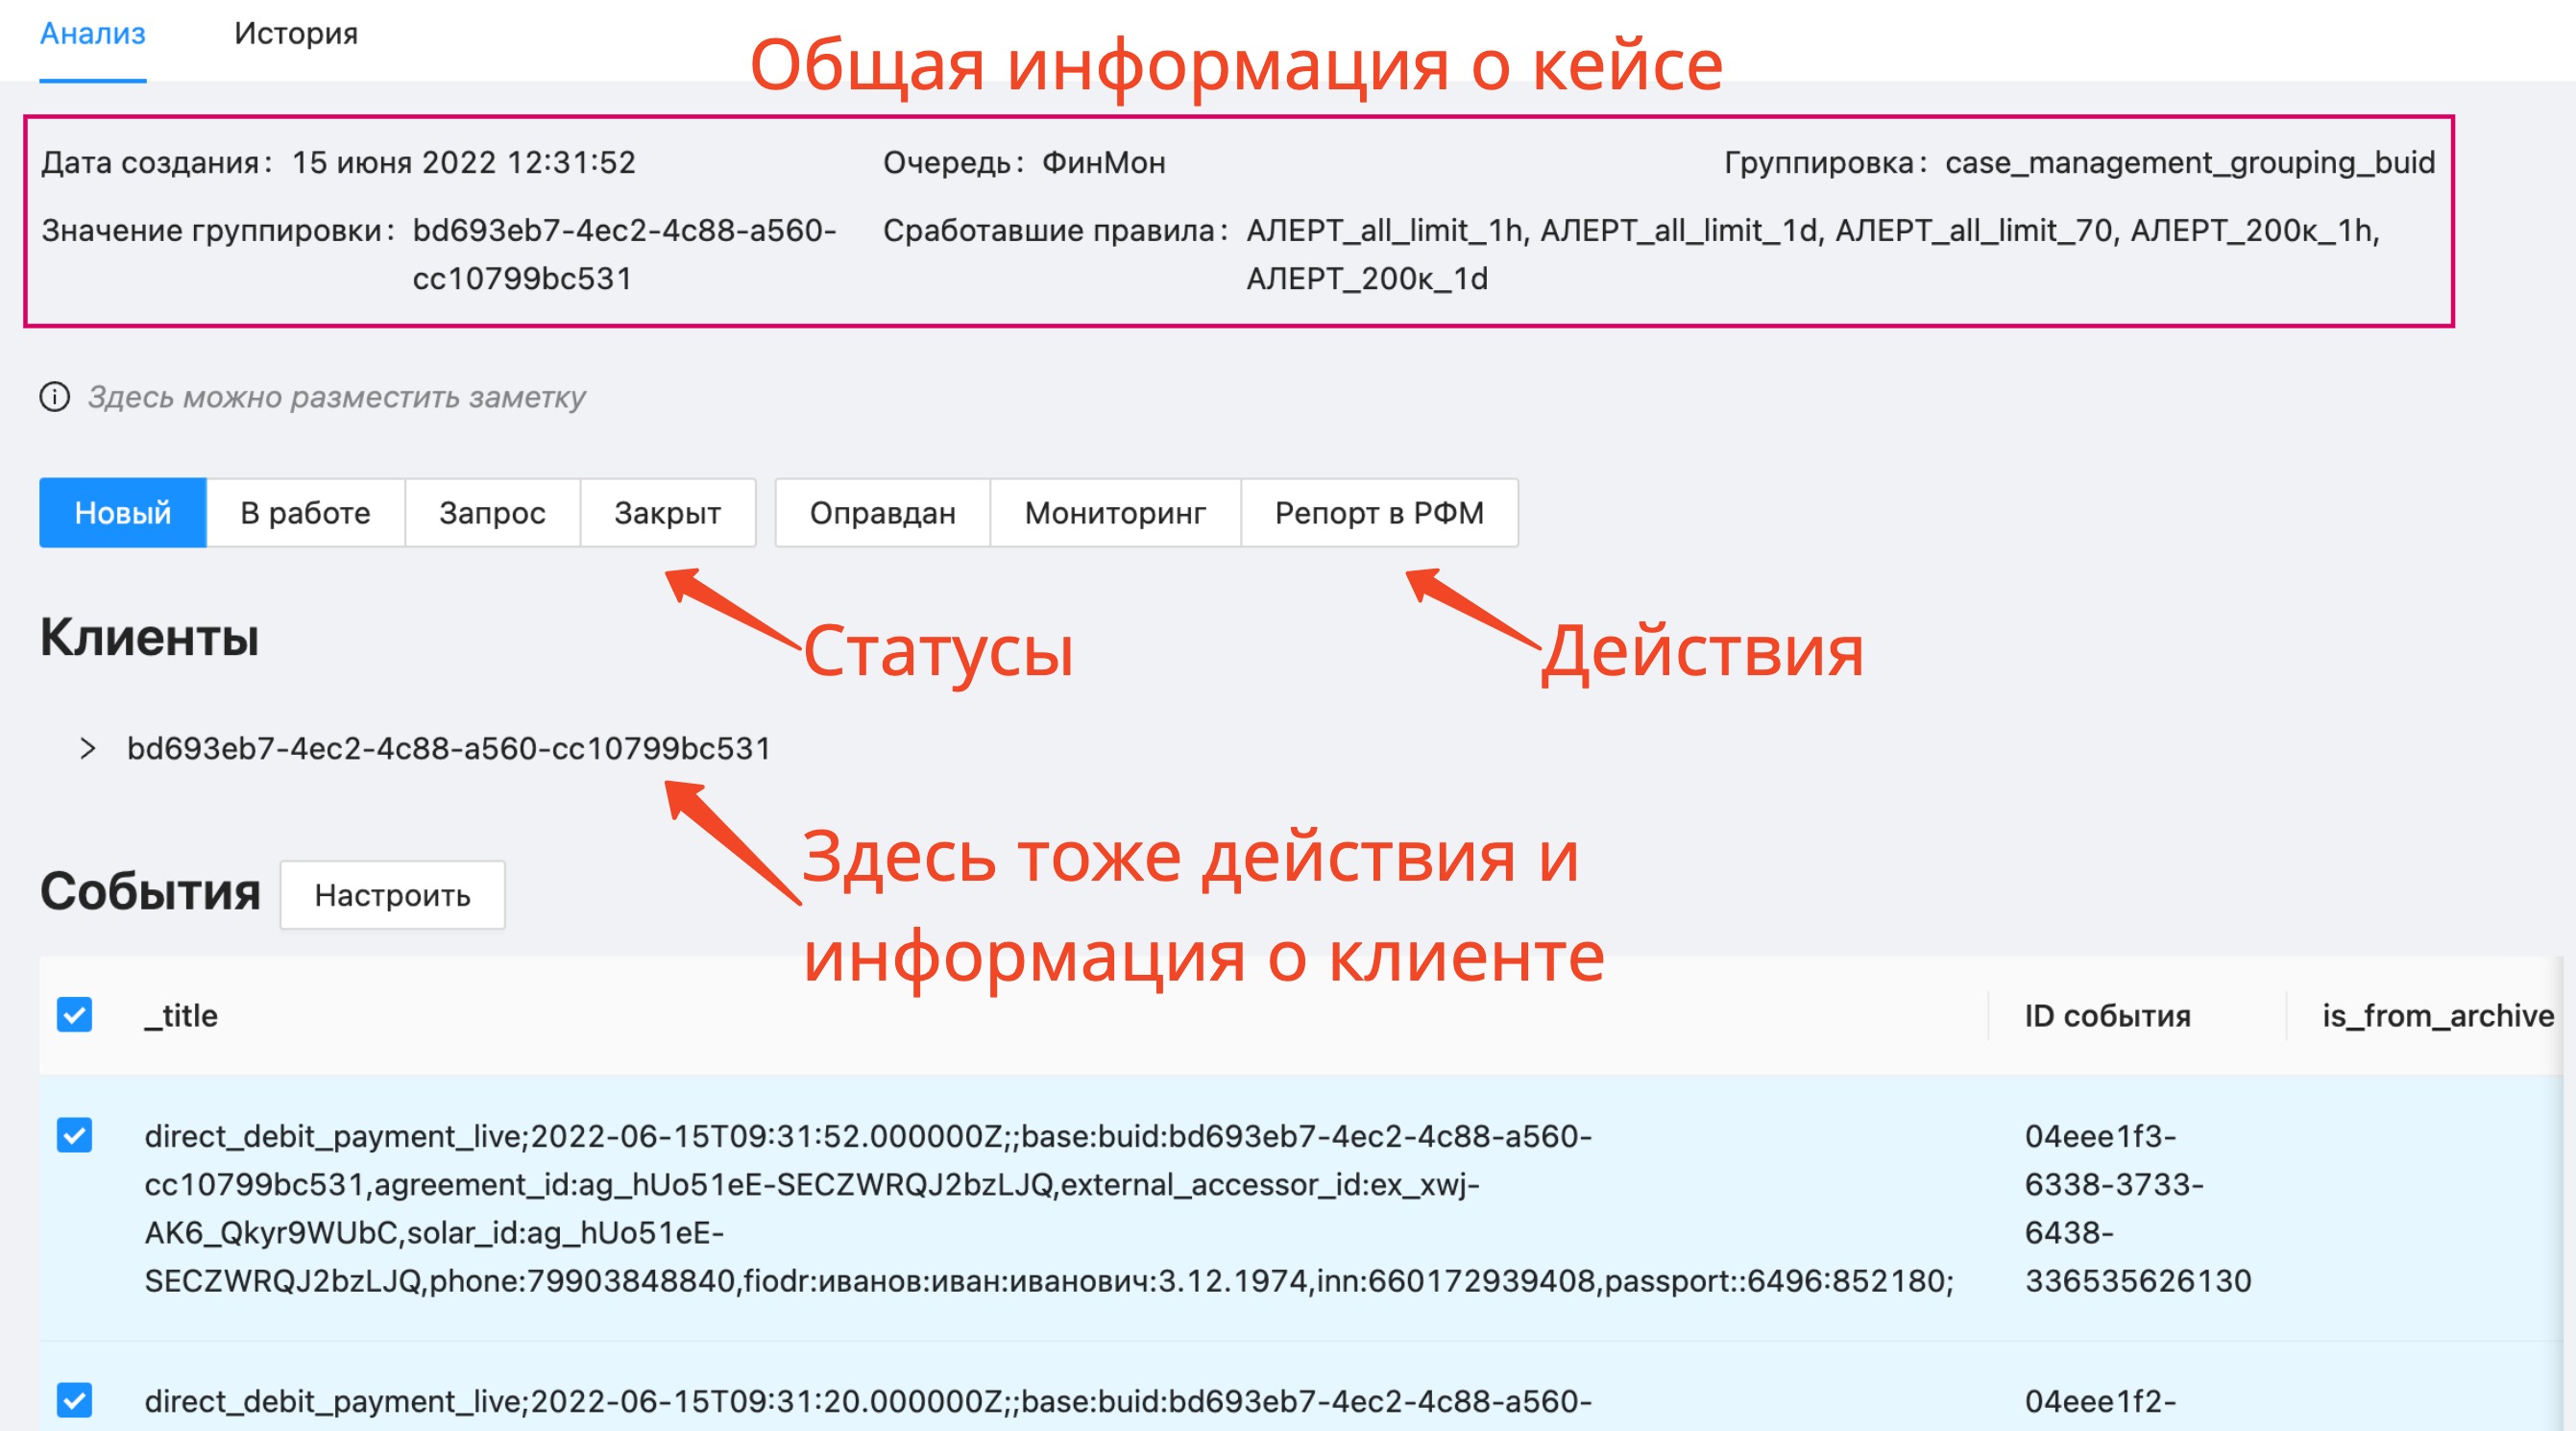 Анализ История
Общая информация о кейсе
Дата создания: 15 июня 2022 12:31:52 Очередь: ФинМон Группировка: case_management_grouping_buid
Значение группировки: bd693eb7-4ec2-4c88-a560- Сработавшие правила: АЛЕРТ_all_limit_1h, АЛЕРТ_all_limit_1d, АЛЕРТ_all_limit_70, АЛЕРТ_200к_1h,
cc10799bc531 АЛЕРТ_200к_1d
Здесь можно разместить заметку
Новый В работе Запрос Закрыт Оправдан Мониторинг Репорт в РФМ
Клиенты
Статусы
Действия
bd693eb7-4ec2-4c88-a560-cc10799bc531
Здесь тоже действия и
информация о клиенте
События Настроить
_title ID события is_from_archive
direct_debit_payment_live;2022-06-15T09:31:52.000000Z;;base:buid:bd693eb7-4ec2-4c88-a560- 04eee1f3-
cc10799bc531,agreement_id:ag_hUo51eE-SECZWRQJ2bzLJQ,external_accessor_id:ex_xwj- 6338-3733-
AK6_Qkyr9WUbC,solar_id:ag_hUo51eE- 6438-
SECZWRQJ2bzLJQ,phone:79903848840,fiodr:иванов:иван:иванович:3.12.1974,inn:660172939408,passport::6496:852180; 336535626130
direct_debit_payment_live;2022-06-15T09:31:20.000000Z;;base:buid:bd693eb7-4ec2-4c88-a560- 04eee1f2-